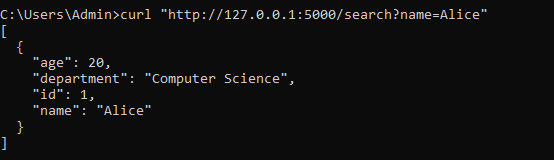 C:\Users\Admin>curl "http://127.0.0.1:5000/search?name=Alice"
[
  {
    "age": 20,
    "department": "Computer Science",
    "id": 1,
    "name": "Alice"
  }
]